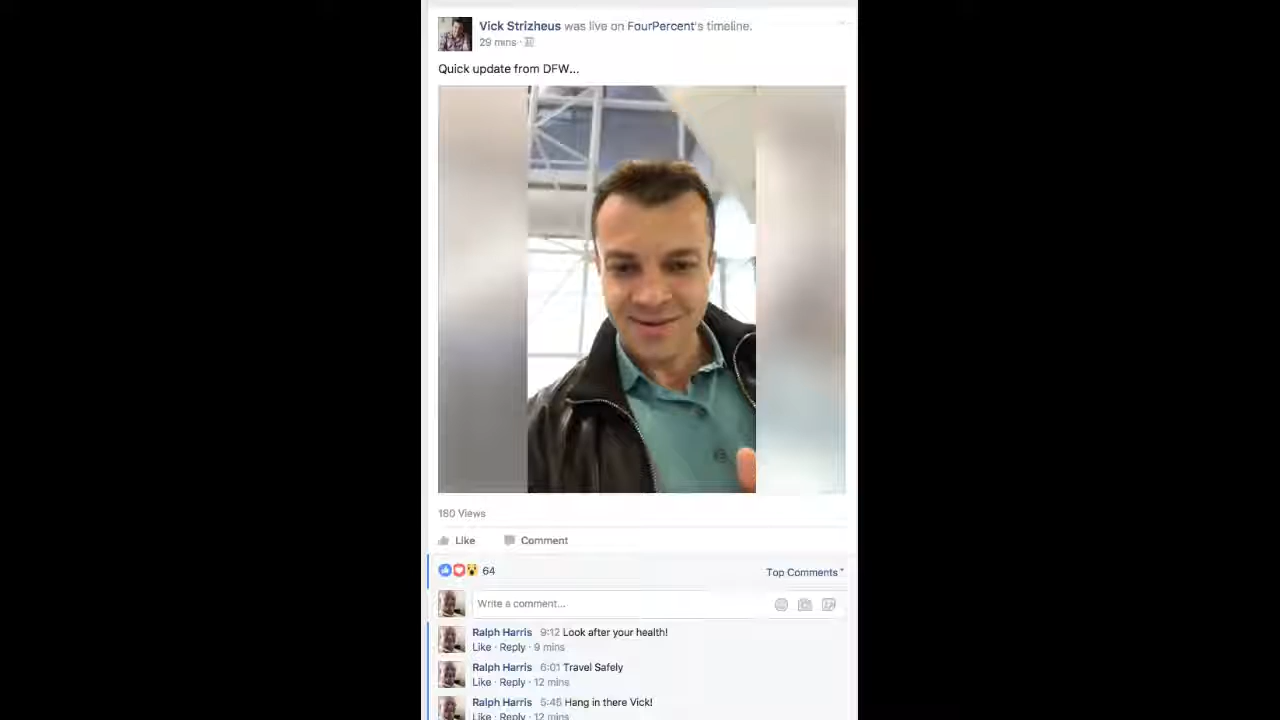 Vick Strizheus was live on FourPercent's timeline.
29 mins ·
Quick update from DFW...
180 Views
Like Comment
64
Top Comments
Write a comment...
Ralph Harris 9:12 Look after your health!
Like · Reply · 9 mins
Ralph Harris 6:01 Travel Safely
Like · Reply · 12 mins
Ralph Harris 5:45 Hang in there Vick!
Like · Reply · 12 mins